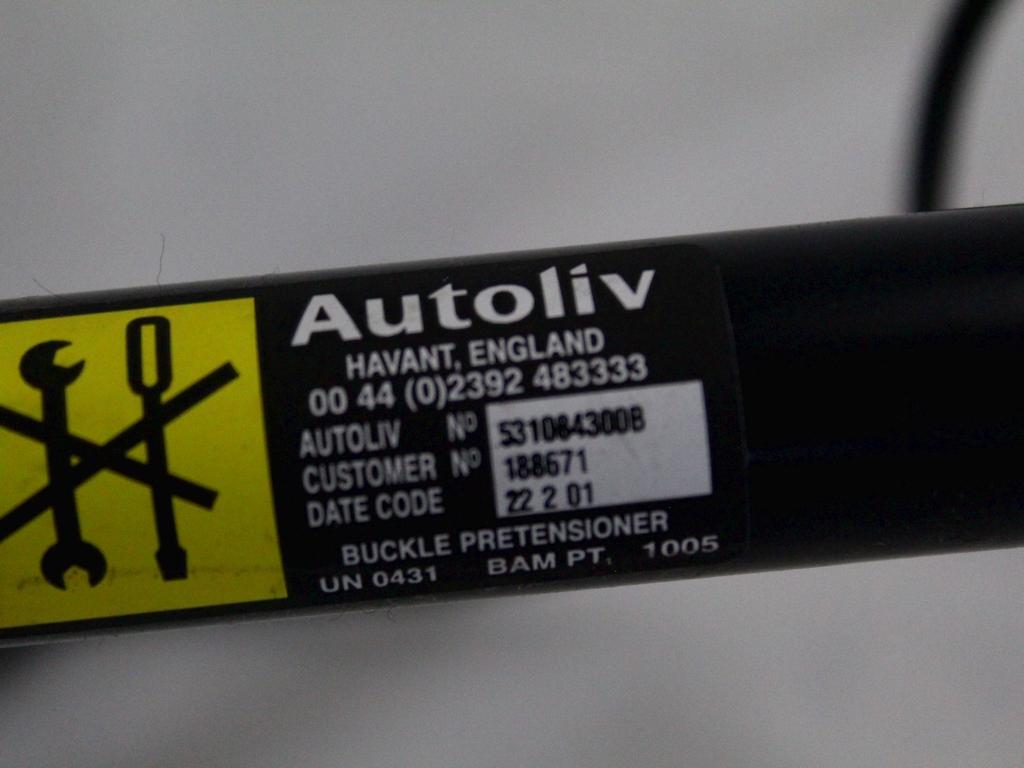 Autoliv
HAVANT, ENGLAND
00 44 (0)2392 483333
AUTOLIV Nº 531084300B
CUSTOMER Nº 188671
DATE CODE 22 2 01
BUCKLE PRETENSIONER
UN 0431 BAM PT, 1005